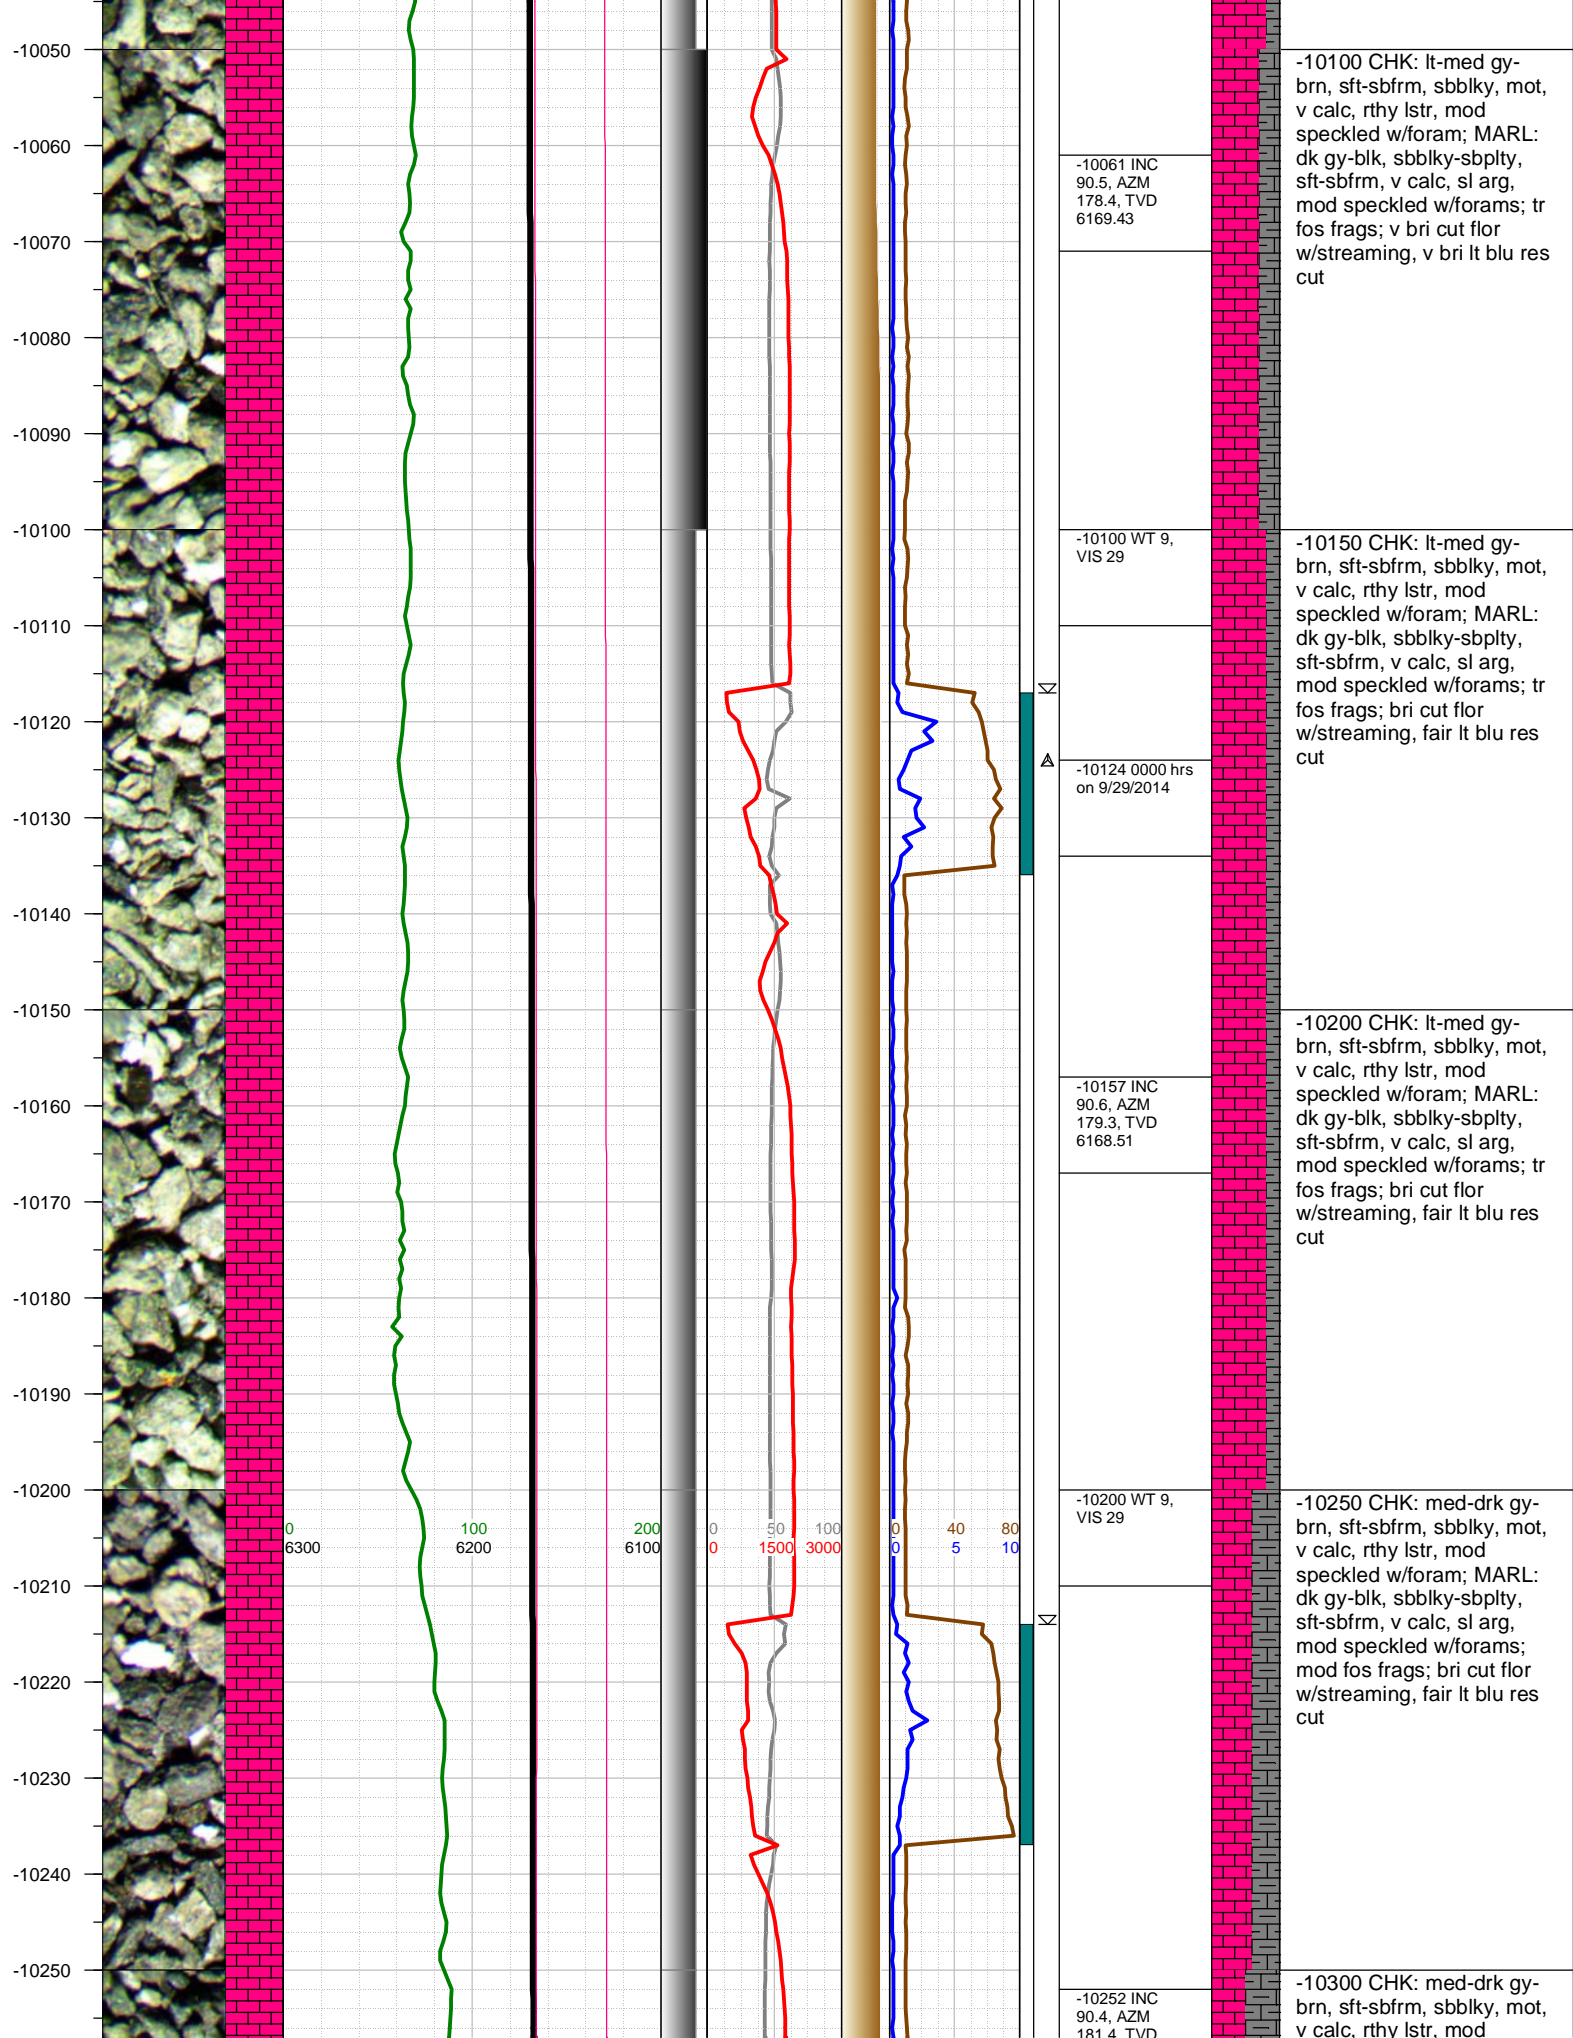 -10050
-10060
-10070
-10080
-10090
-10100
-10110
-10120
-10130
-10140
-10150
-10160
-10170
-10180
-10190
-10200
-10210
-10220
-10230
-10240
-10250
0 100 200
6300 6200 6100
0 50 100
0 1500 3000
0 40 80
0 5 10
-10061 INC
90.5, AZM
178.4, TVD
6169.43
-10100 WT 9,
VIS 29
-10124 0000 hrs
on 9/29/2014
-10157 INC
90.6, AZM
179.3, TVD
6168.51
-10200 WT 9,
VIS 29
-10252 INC
90.4, AZM
181.4, TVD
-10100 CHK: lt-med gy-
brn, sft-sbfrm, sbblky, mot,
v calc, rthy lstr, mod
speckled w/foram; MARL:
dk gy-blk, sbblky-sbplty,
sft-sbfrm, v calc, sl arg,
mod speckled w/forams; tr
fos frags; v bri cut flor
w/streaming, v bri lt blu res
cut
-10150 CHK: lt-med gy-
brn, sft-sbfrm, sbblky, mot,
v calc, rthy lstr, mod
speckled w/foram; MARL:
dk gy-blk, sbblky-sbplty,
sft-sbfrm, v calc, sl arg,
mod speckled w/forams; tr
fos frags; bri cut flor
w/streaming, fair lt blu res
cut
-10200 CHK: lt-med gy-
brn, sft-sbfrm, sbblky, mot,
v calc, rthy lstr, mod
speckled w/foram; MARL:
dk gy-blk, sbblky-sbplty,
sft-sbfrm, v calc, sl arg,
mod speckled w/forams; tr
fos frags; bri cut flor
w/streaming, fair lt blu res
cut
-10250 CHK: med-drk gy-
brn, sft-sbfrm, sbblky, mot,
v calc, rthy lstr, mod
speckled w/foram; MARL:
dk gy-blk, sbblky-sbplty,
sft-sbfrm, v calc, sl arg,
mod speckled w/forams;
mod fos frags; bri cut flor
w/streaming, fair lt blu res
cut
-10300 CHK: med-drk gy-
brn, sft-sbfrm, sbblky, mot,
v calc, rthy lstr, mod